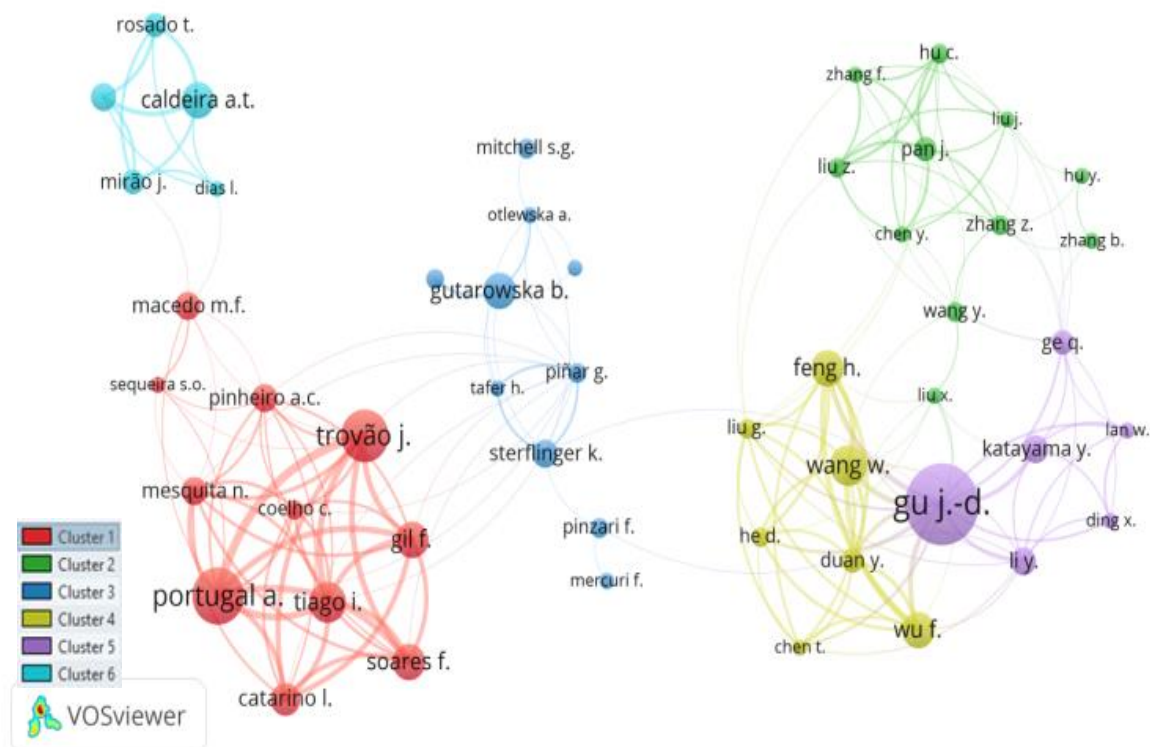 rosado t.
caldeira a.t.
mirão j.
dias l.
mitchell s.g.
otlewska a.
gutarowska b.
piñar g.
tafer h.
sterflinger k.
pinzari f.
mercuri f.
hu c.
zhang f.
liu j.
pan j.
liu z.
hu y.
zhang z.
chen y.
zhang b.
wang y.
liu x.
ge q.
lan w.
katayama y.
gu j.-d.
ding x.
li y.
feng h.
liu g.
wang w.
he d.
duan y.
wu f.
chen t.
macedo m.f.
sequeira s.o.
pinheiro a.c.
trovão j.
mesquita n.
coelho c.
gil f.
portugal a.
tiago i.
soares f.
catarino l.
Cluster 1
Cluster 2
Cluster 3
Cluster 4
Cluster 5
Cluster 6
VOSviewer